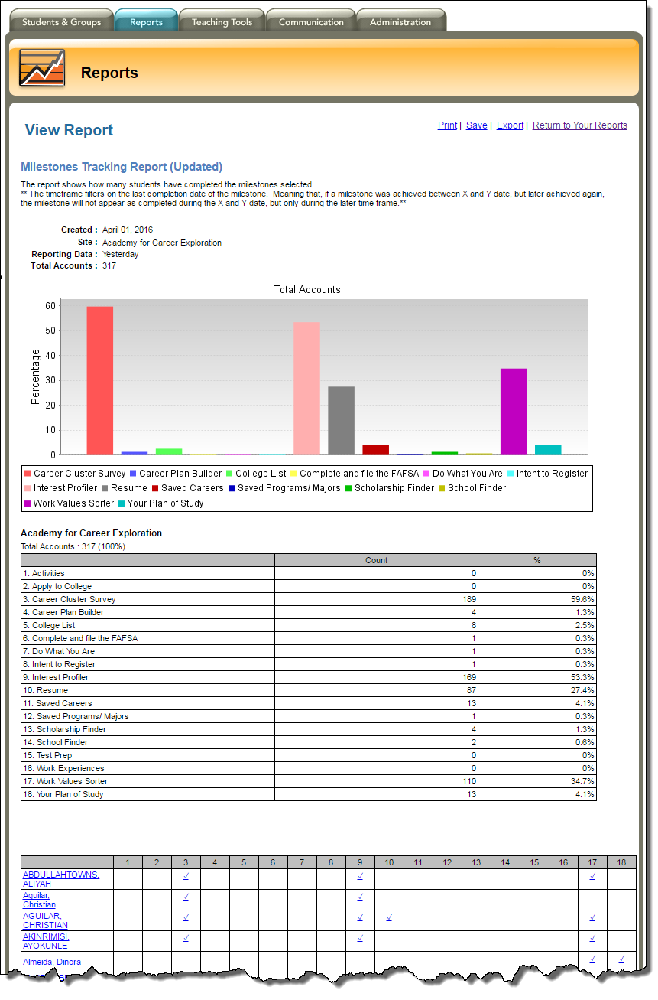 Students & Groups Reports Teaching Tools Communication Administration
Reports
View Report
Print | Save | Export | Return to Your Reports
Milestones Tracking Report (Updated)
The report shows how many students have completed the milestones selected.
** The timeframe filters on the last completion date of the milestone. Meaning that, if a milestone was achieved between X and Y date, but later achieved again,
the milestone will not appear as completed during the X and Y date, but only during the later time frame.**
Created : April 01, 2016
Site : Academy for Career Exploration
Reporting Data : Yesterday
Total Accounts : 317
Total Accounts
Percentage
60
50
40
30
20
10
0
Career Cluster Survey Career Plan Builder College List Complete and file the FAFSA Do What You Are Intent to Register
Interest Profiler Resume Saved Careers Saved Programs/ Majors Scholarship Finder School Finder
Work Values Sorter Your Plan of Study
Academy for Career Exploration
Total Accounts : 317 (100%)
Count %
1. Activities 0 0%
2. Apply to College 0 0%
3. Career Cluster Survey 189 59.6%
4. Career Plan Builder 4 1.3%
5. College List 8 2.5%
6. Complete and file the FAFSA 1 0.3%
7. Do What You Are 1 0.3%
8. Intent to Register 1 0.3%
9. Interest Profiler 169 53.3%
10. Resume 87 27.4%
11. Saved Careers 13 4.1%
12. Saved Programs/ Majors 1 0.3%
13. Scholarship Finder 4 1.3%
14. School Finder 2 0.6%
15. Test Prep 0 0%
16. Work Experiences 0 0%
17. Work Values Sorter 110 34.7%
18. Your Plan of Study 13 4.1%
1 2 3 4 5 6 7 8 9 10 11 12 13 14 15 16 17 18
ABDULLAHTOWNS, ✓ ✓ ✓
ALIYAH
Aguilar, ✓ ✓
Christian
AGUILAR, ✓ ✓ ✓ ✓
CHRISTIAN
AKINRIMISI, ✓ ✓ ✓
AYOKUNLE
Almeida, Dinora ✓ ✓